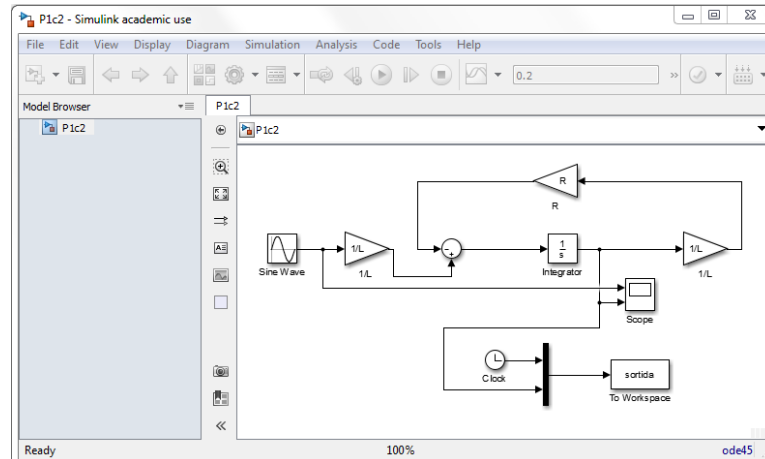 P1c2 - Simulink academic use
File Edit View Display Diagram Simulation Analysis Code Tools Help
0.2
»
Model Browser
P1c2
P1c2
P1c2
R
R
-
+
1/L
1/L
1
s
1/L
1/L
Sine Wave
Integrator
Scope
Clock
sortida
To Workspace
Ready
100%
ode45